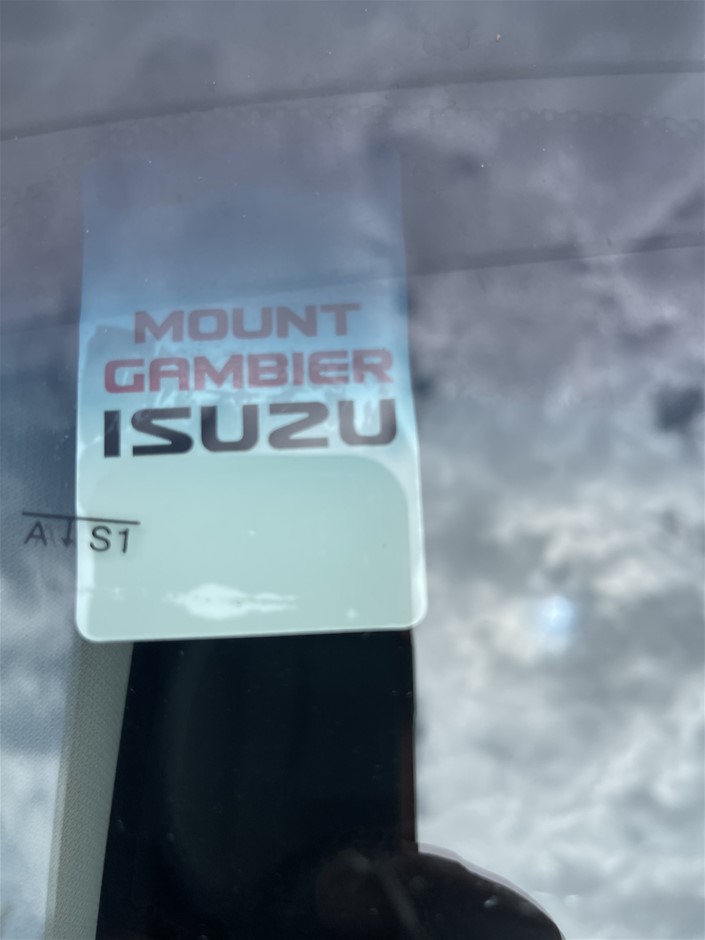 MOUNT
GAMBIER
ISUZU
A ↓ S1